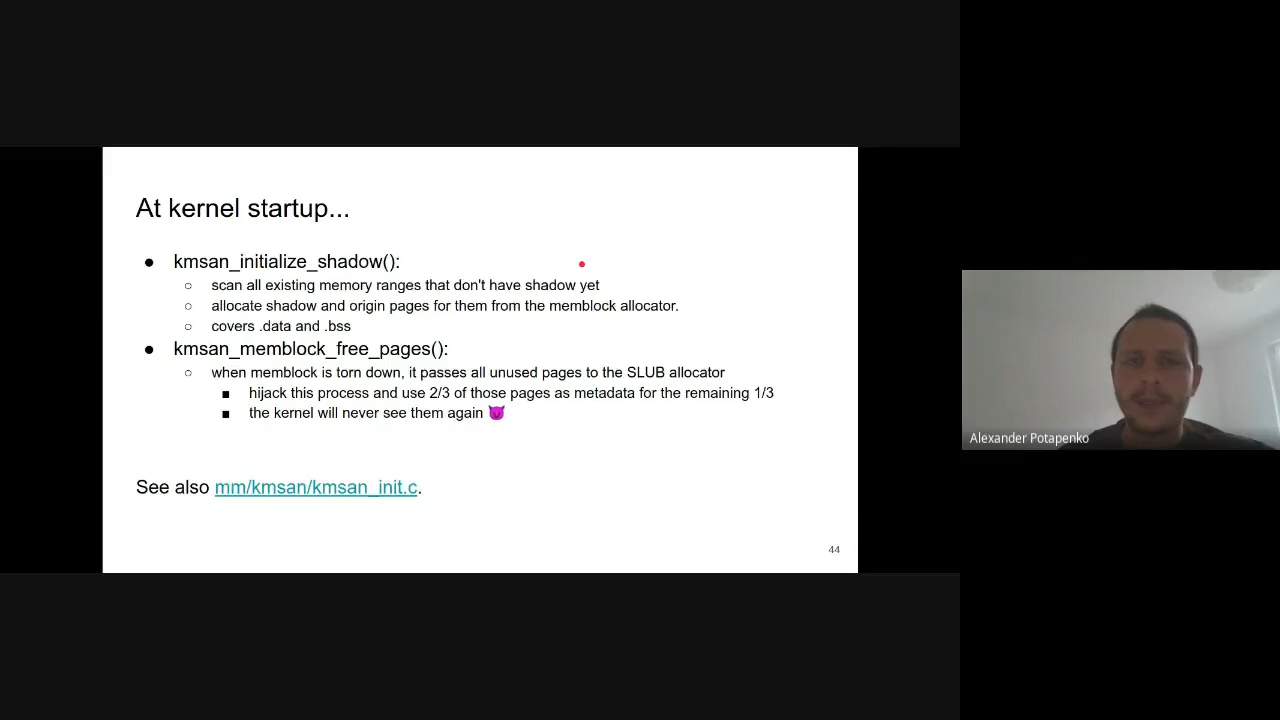 At kernel startup...
● kmsan_initialize_shadow():
○ scan all existing memory ranges that don't have shadow yet
○ allocate shadow and origin pages for them from the memblock allocator.
○ covers .data and .bss
● kmsan_memblock_free_pages():
○ when memblock is torn down, it passes all unused pages to the SLUB allocator
■ hijack this process and use 2/3 of those pages as metadata for the remaining 1/3
■ the kernel will never see them again 😈
See also mm/kmsan/kmsan_init.c.
44
Alexander Potapenko